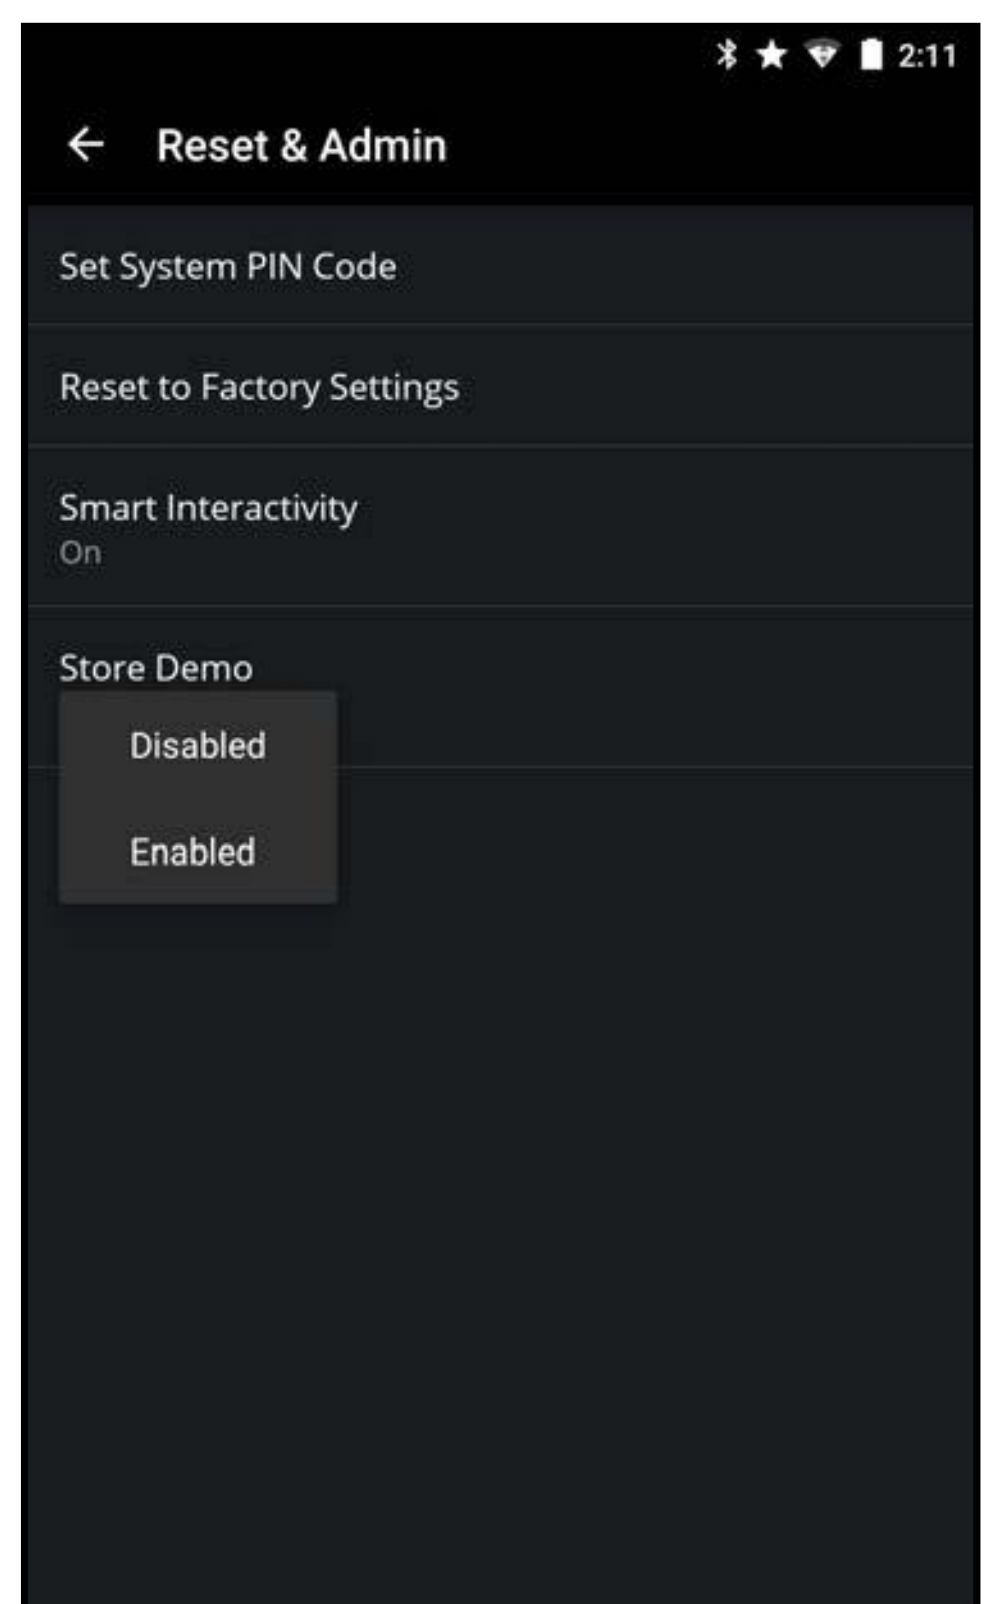 2:11
Reset & Admin
Set System PIN Code
Reset to Factory Settings
Smart Interactivity
On
Store Demo
Disabled
Enabled